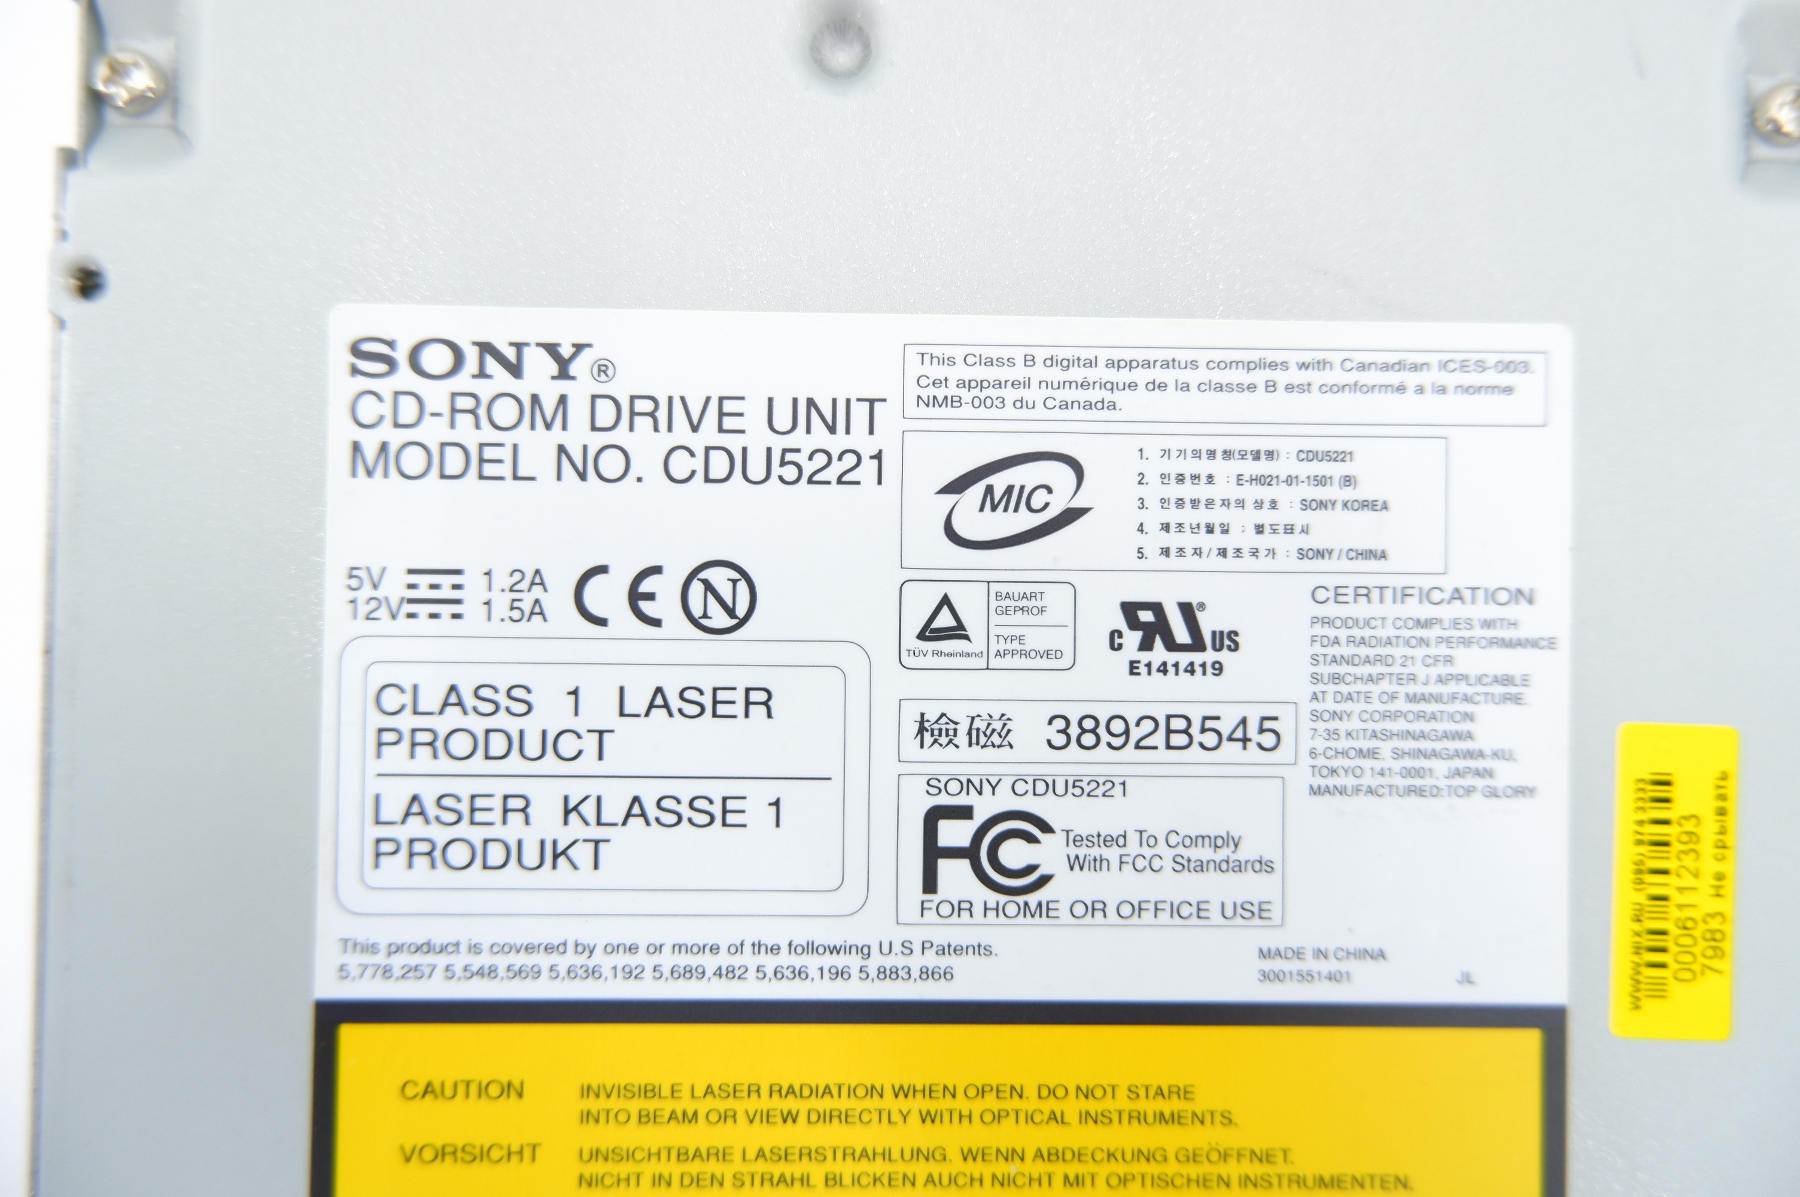 SONY®
CD-ROM DRIVE UNIT
MODEL NO. CDU5221
5V 1.2A
12V 1.5A
CE N
CLASS 1 LASER
PRODUCT
LASER KLASSE 1
PRODUKT
This Class B digital apparatus complies with Canadian ICES-003.
Cet appareil numérique de la classe B est conformé a la norme
NMB-003 du Canada.
MIC
1. 기기의명칭(모델명) : CDU5221
2. 인증번호 : E-H021-01-1501 (B)
3. 인증받은자의 상호 : SONY KOREA
4. 제조년월일 : 별도표시
5. 제조자/제조국가 : SONY / CHINA
TÜV Rheinland
BAUART
GEPROF
TYPE
APPROVED
C RU® US
E141419
檢磁 3892B545
SONY CDU5221
FC
Tested To Comply
With FCC Standards
FOR HOME OR OFFICE USE
CERTIFICATION
PRODUCT COMPLIES WITH
FDA RADIATION PERFORMANCE
STANDARD 21 CFR
SUBCHAPTER J APPLICABLE
AT DATE OF MANUFACTURE.
SONY CORPORATION
7-35 KITASHINAGAWA
6-CHOME, SHINAGAWA-KU,
TOKYO 141-0001, JAPAN
MANUFACTURED:TOP GLORY
This product is covered by one or more of the following U.S Patents.
5,778,257 5,548,569 5,636,192 5,689,482 5,636,196 5,883,866
MADE IN CHINA
3001551401 JL
CAUTION INVISIBLE LASER RADIATION WHEN OPEN. DO NOT STARE
INTO BEAM OR VIEW DIRECTLY WITH OPTICAL INSTRUMENTS.
VORSICHT UNSICHTBARE LASERSTRAHLUNG. WENN ABDECKUNG GEÖFFNET.
NICHT IN DEN STRAHL BLICKEN AUCH NICHT MIT OPTISCHEN INSTRUMENTEN.
www.HIX.RU (095) 974 3333
0006112393
7983 Не срывать